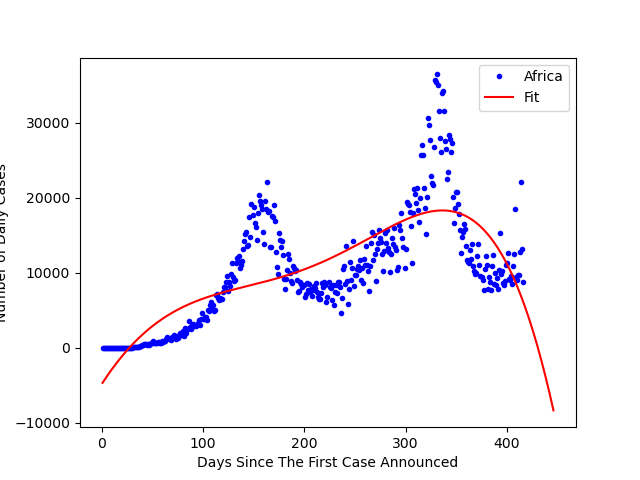 Africa
Fit
Number of Daily Cases
30000
20000
10000
0
−10000
0 100 200 300 400
Days Since The First Case Announced